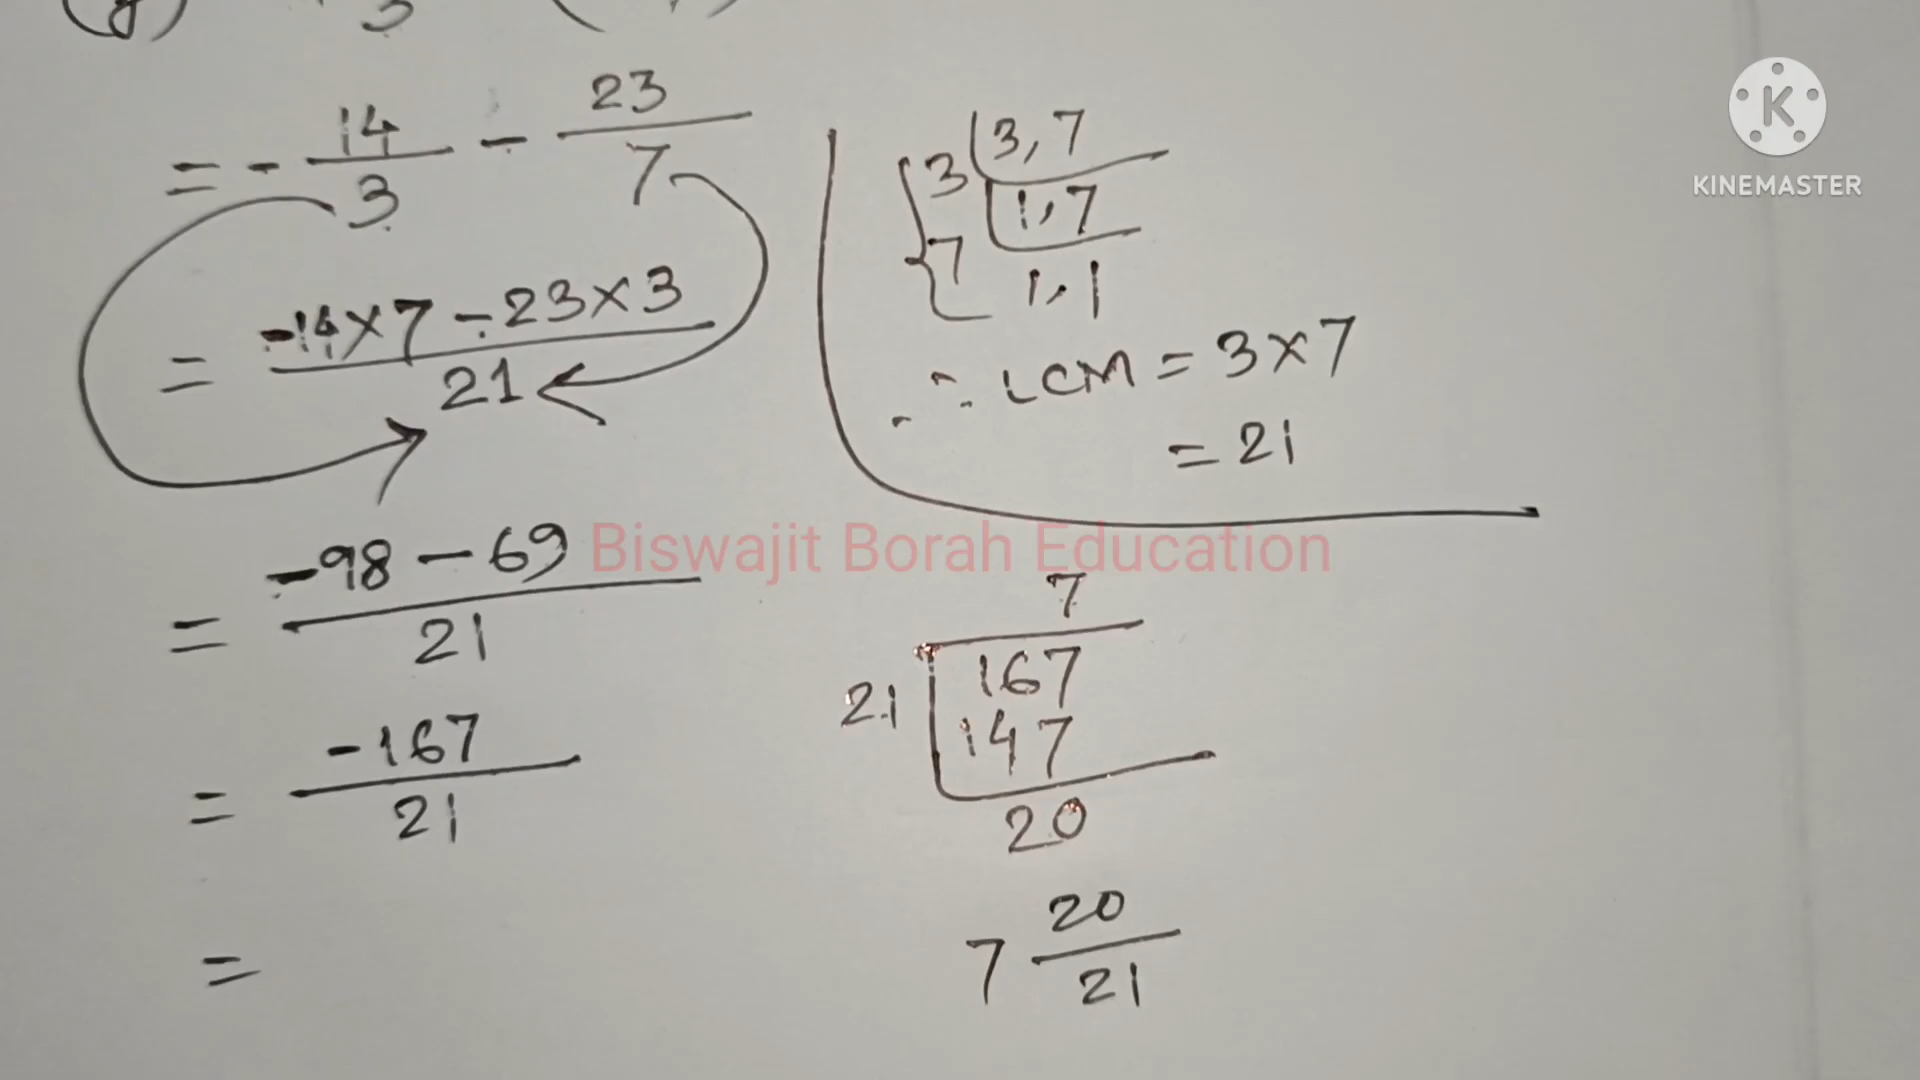 (g) 3
= - 14/3 - 23/7
= -14×7 - 23×3 / 21
= -98 - 69 / 21
= -167 / 21
=
3 | 3, 7
7 | 1, 7
1, 1
∴ LCM = 3×7
= 21
7
21 | 167
147
20
7 20/21
KINEMASTER
Biswajit Borah Education